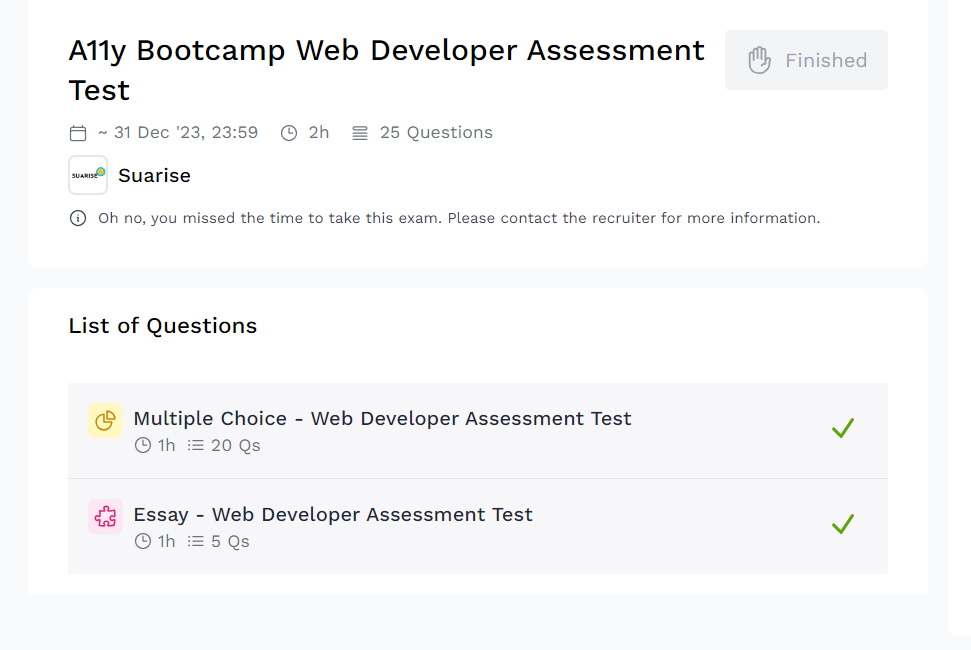 A11y Bootcamp Web Developer Assessment
Test
Finished
~ 31 Dec '23, 23:59 2h 25 Questions
SUARISE
Suarise
Oh no, you missed the time to take this exam. Please contact the recruiter for more information.
List of Questions
Multiple Choice - Web Developer Assessment Test
1h 20 Qs
Essay - Web Developer Assessment Test
1h 5 Qs